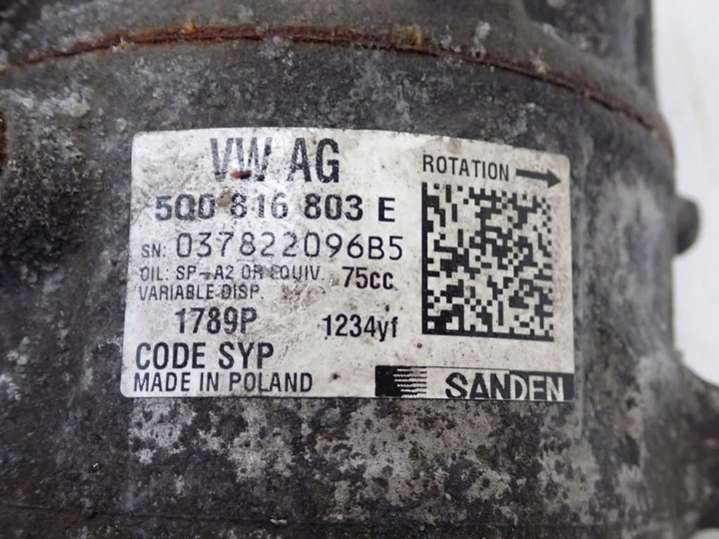 VW AG
ROTATION
5Q0 816 803 E
SN: 037822096B5
OIL: SP-A2 OR EQUIV. 75cc
VARIABLE DISP.
1789P 1234yf
CODE SYP
MADE IN POLAND
SANDEN